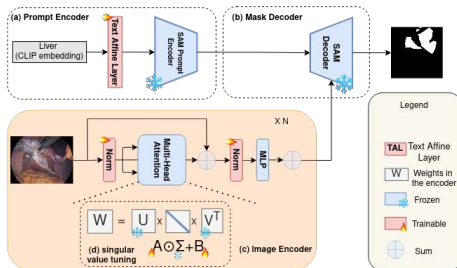 (a) Prompt Encoder
Liver
(CLIP embedding)
Text Affine
Layer
SAM Prompt
Encoder
(b) Mask Decoder
SAM
Decoder
X N
Norm
Multi-Head
Attention
Norm
MLP
W = U x x V^T
(d) singular
value tuning
A⊙Σ+B
(c) Image Encoder
Legend
TAL Text Affine
Layer
W Weights in
the encoder
Frozen
Trainable
Sum